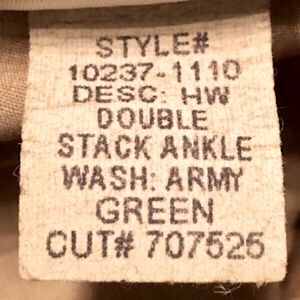 STYLE#
10237-1110
DESC: HW
DOUBLE
STACK ANKLE
WASH: ARMY
GREEN
CUT# 707525